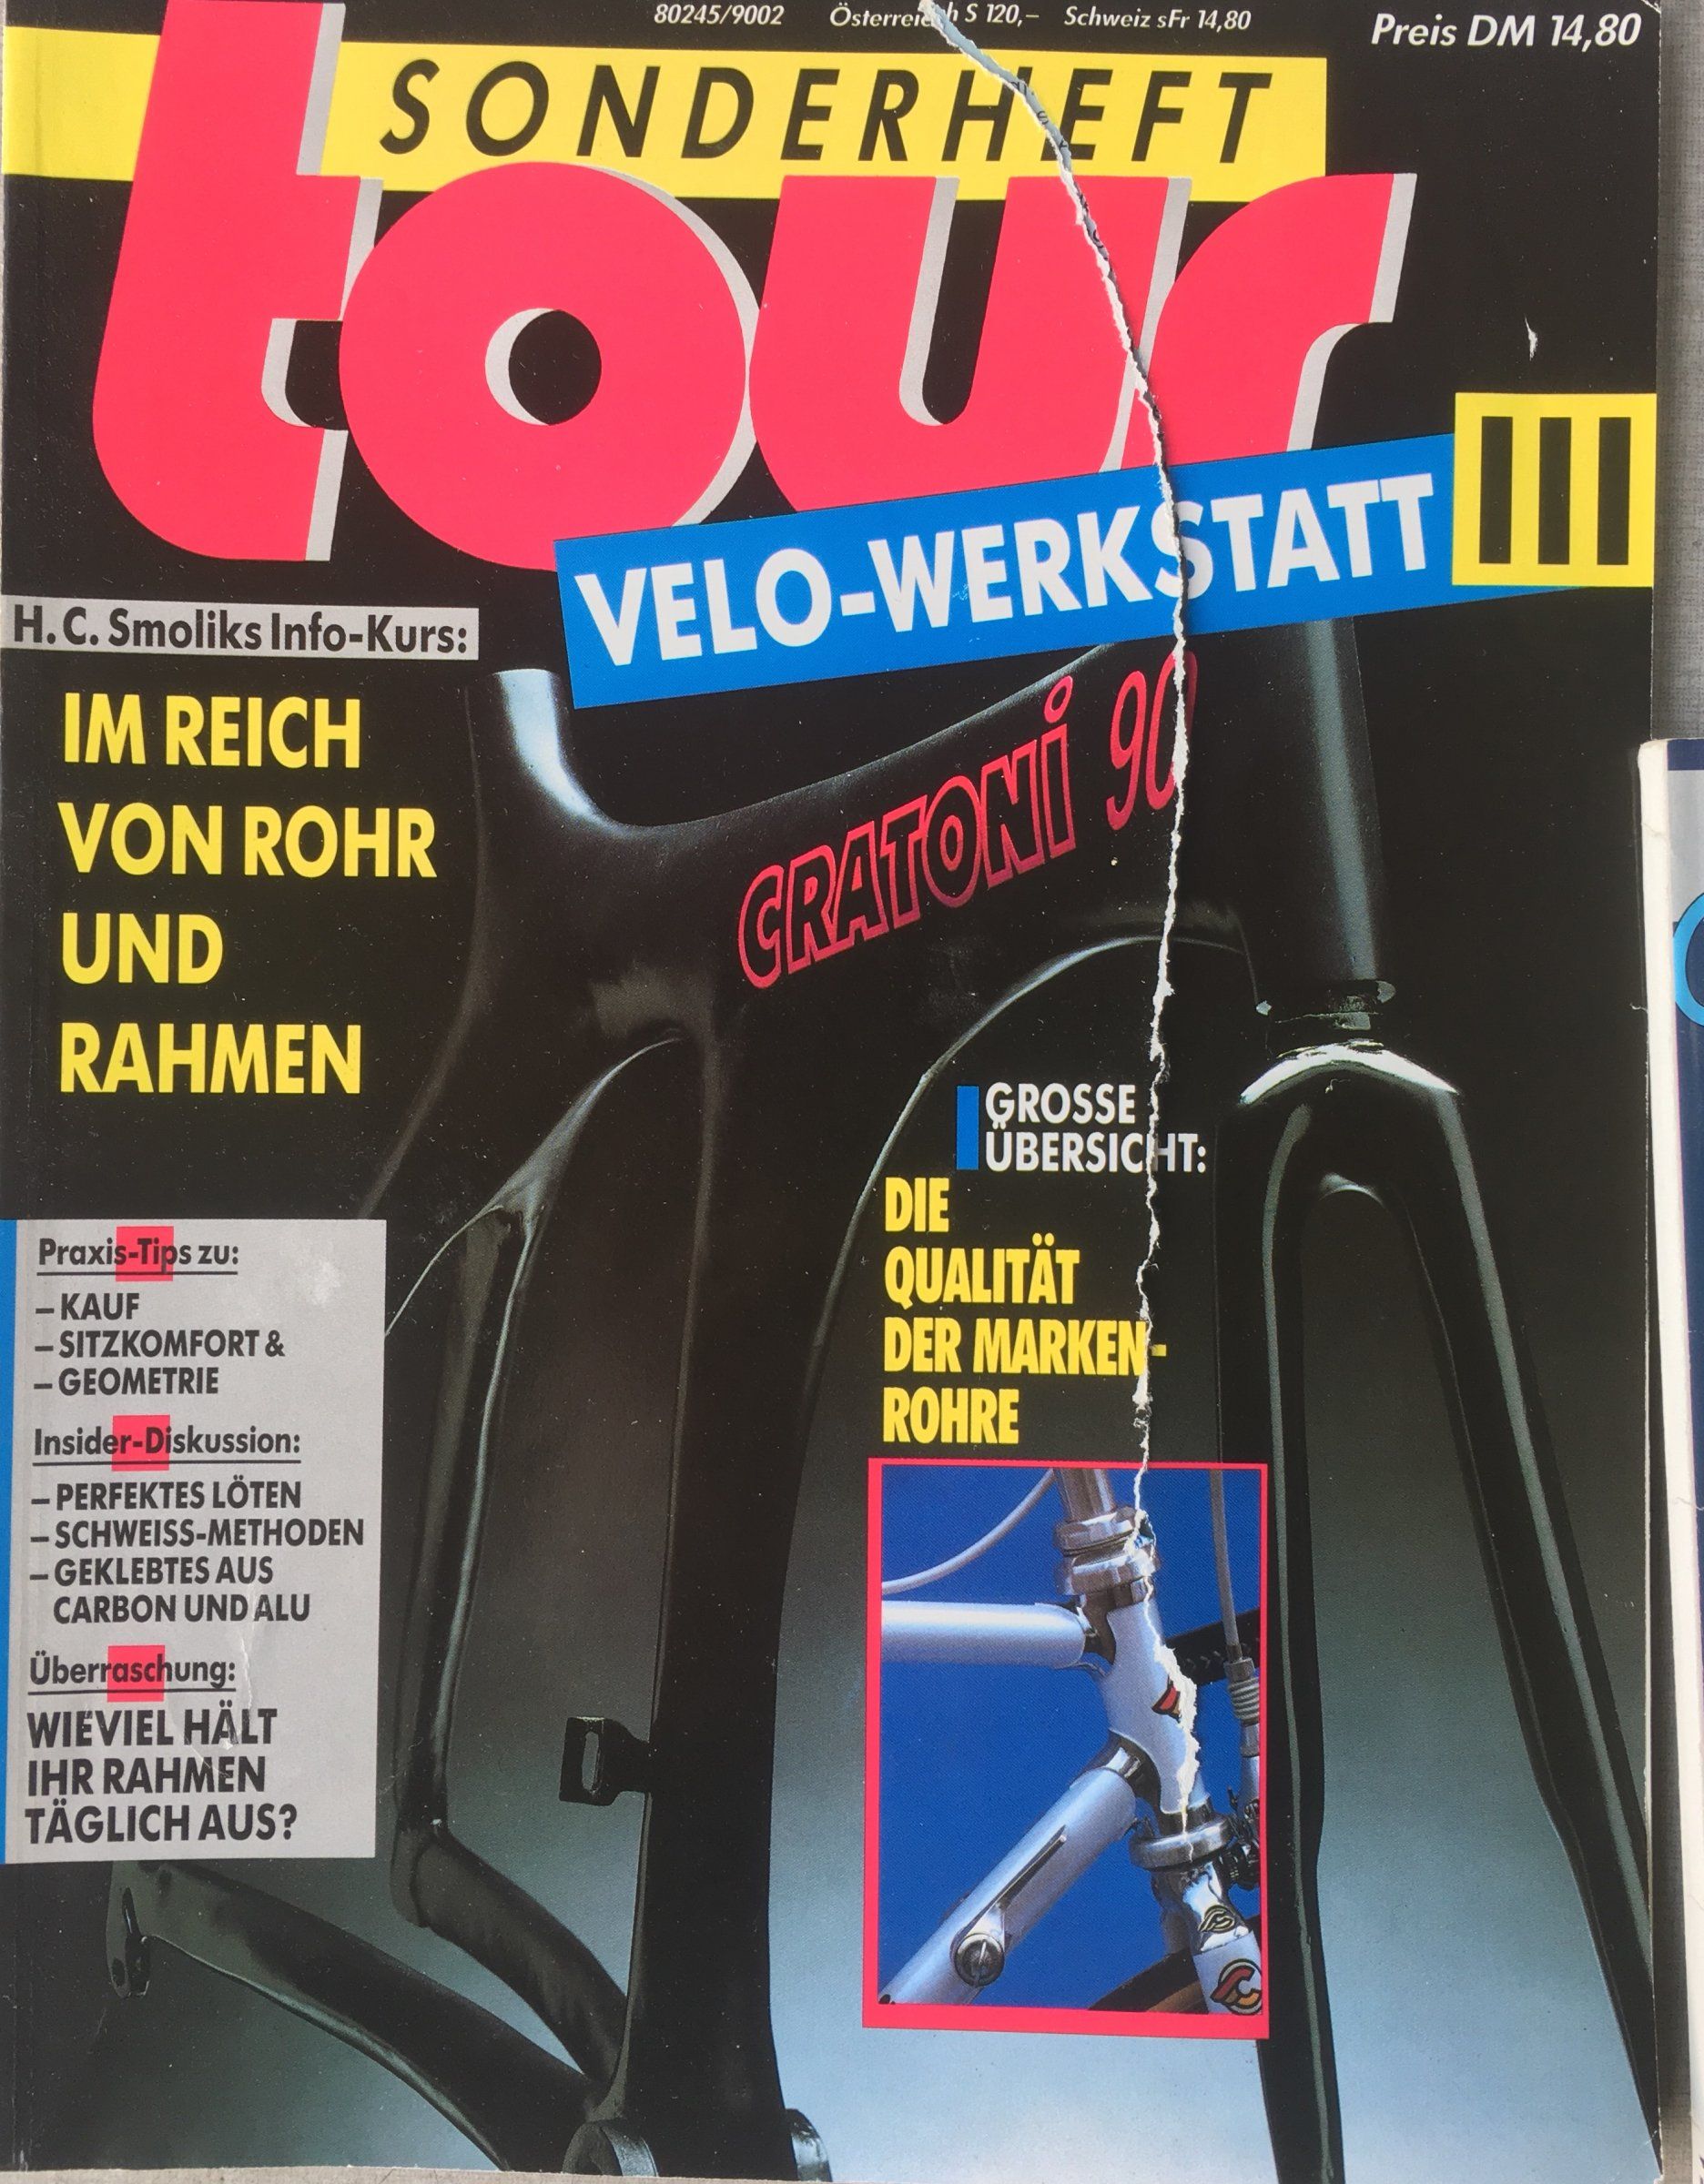 80245/9002 Österreich S 120,– Schweiz sFr 14,80 Preis DM 14,80
SONDERHEFT
tour
VELO-WERKSTATT III
H.C. Smoliks Info-Kurs:
IM REICH
VON ROHR
UND
RAHMEN
CRATONi 90
GROSSE
ÜBERSICHT:
DIE
QUALITÄT
DER MARKEN-
ROHRE
Praxis-Tips zu:
– KAUF
– SITZKOMFORT &
– GEOMETRIE
Insider-Diskussion:
– PERFEKTES LÖTEN
– SCHWEISS-METHODEN
– GEKLEBTES AUS
CARBON UND ALU
Überraschung:
WIEVIEL HÄLT
IHR RAHMEN
TÄGLICH AUS?